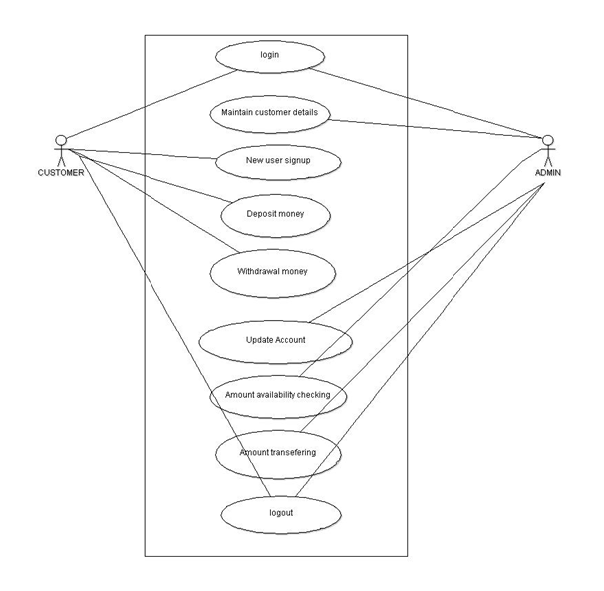 login
Maintain customer details
New user signup
CUSTOMER
ADMIN
Deposit money
Withdrawal money
Update Account
Amount availability checking
Amount transefering
logout